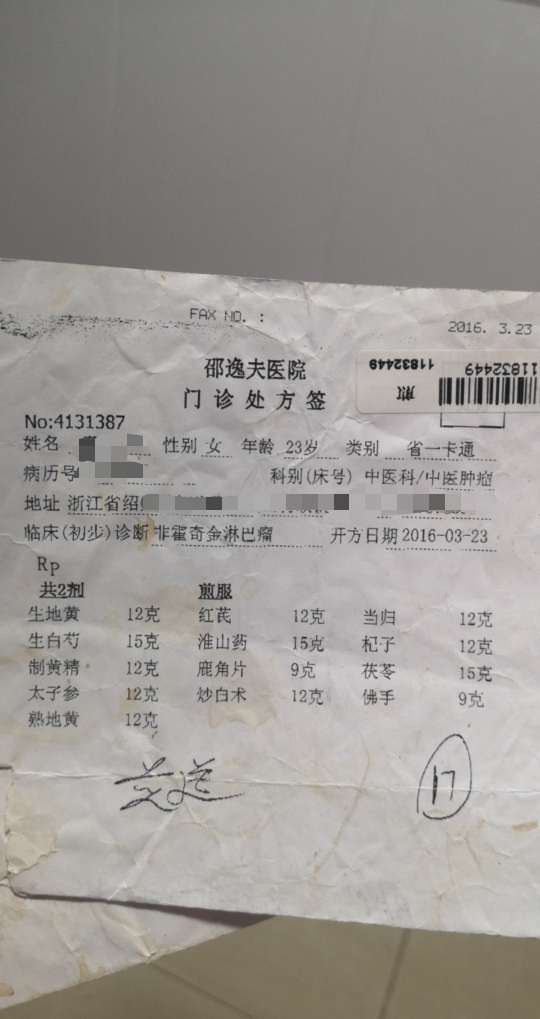 FAX NO. :
2016. 3.23
邵逸夫医院
门诊处方签
11832449
煎
11832449
No:4131387
姓名 性别 女 年龄 23岁 类别 省一卡通
病历号 科别(床号) 中医科/中医肿瘤
地址 浙江省绍
临床(初步)诊断 非霍奇金淋巴瘤 开方日期 2016-03-23
Rp
共2剂 煎服
生地黄 12克 红芪 12克 当归 12克
生白芍 15克 淮山药 15克 杞子 12克
制黄精 12克 鹿角片 9克 茯苓 15克
太子参 12克 炒白术 12克 佛手 9克
熟地黄 12克
17